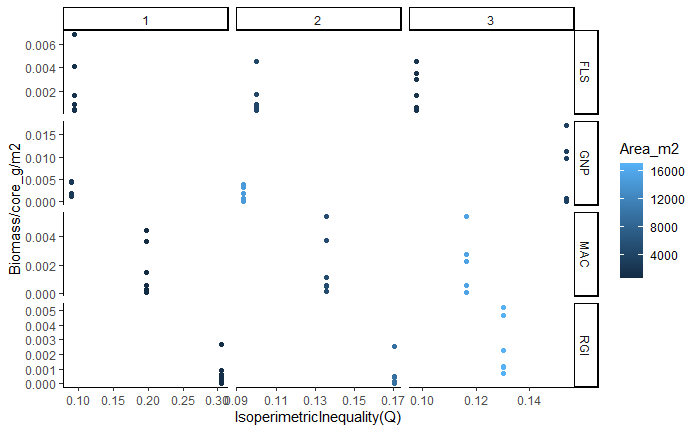 1 2 3
0.006
0.002
FLS
0.015
0.010
0.005
0.000
GNP
0.004
0.002
0.000
MAC
0.005
0.004
0.003
0.002
0.001
0.000
RGI
Biomass/core_g/m2
0.10 0.15 0.20 0.25 0.30 0.09 0.11 0.13 0.15 0.17 0.10 0.12 0.14
IsoperimetricInequality(Q)
Area_m2
16000
12000
8000
4000